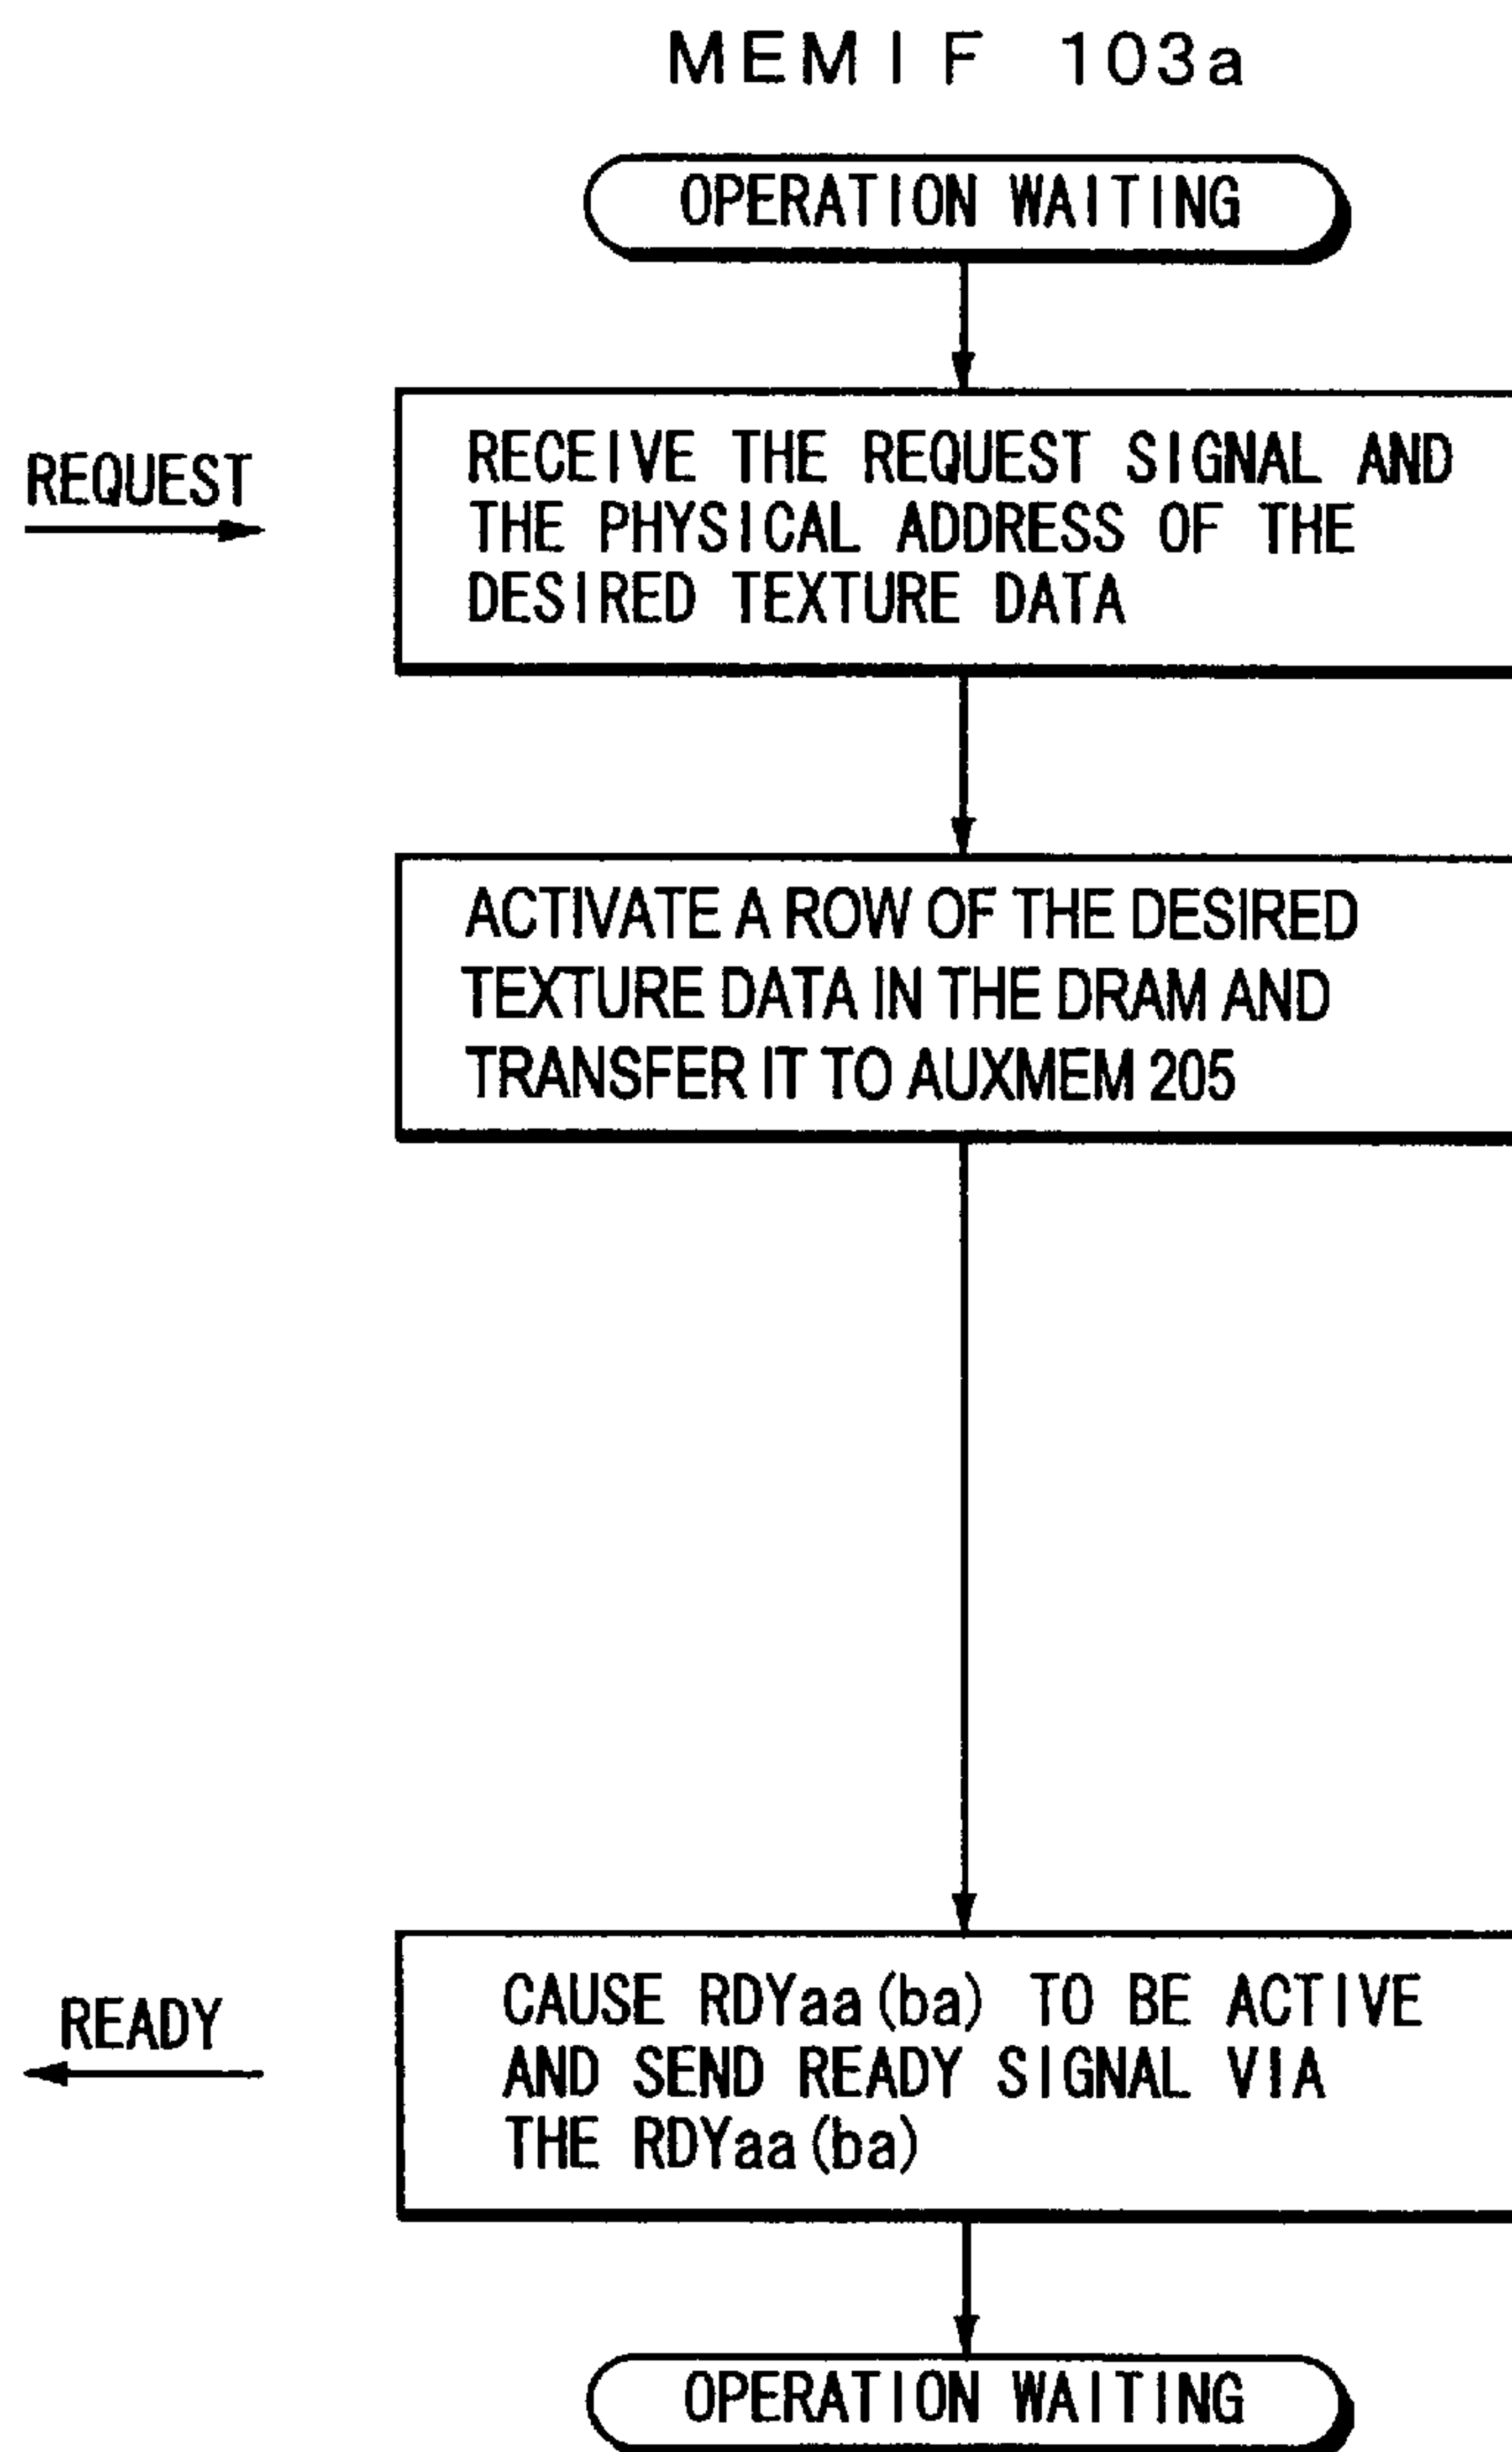 MEMIF 103a
OPERATION WAITING
REQUEST
RECEIVE THE REQUEST SIGNAL AND
THE PHYSICAL ADDRESS OF THE
DESIRED TEXTURE DATA
ACTIVATE A ROW OF THE DESIRED
TEXTURE DATA IN THE DRAM AND
TRANSFER IT TO AUXMEM 205
READY
CAUSE RDYaa(ba) TO BE ACTIVE
AND SEND READY SIGNAL VIA
THE RDYaa(ba)
OPERATION WAITING